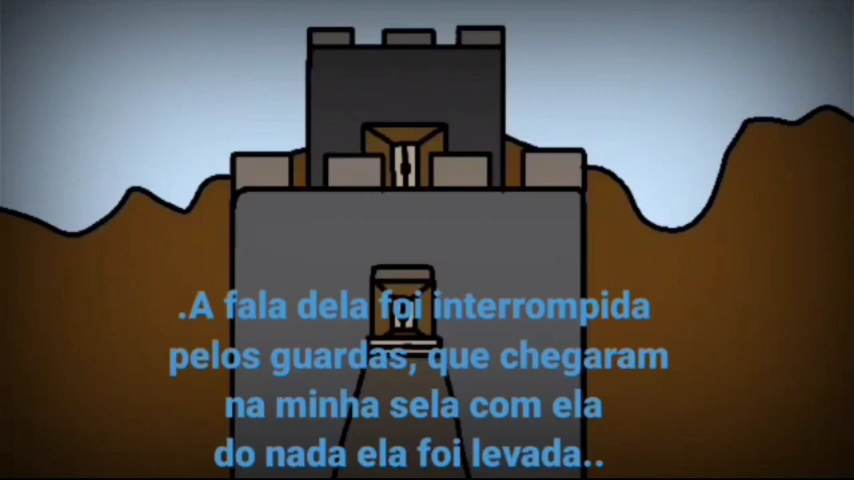 .A fala dela foi interrompida
pelos guardas, que chegaram
na minha sela com ela
do nada ela foi levada..